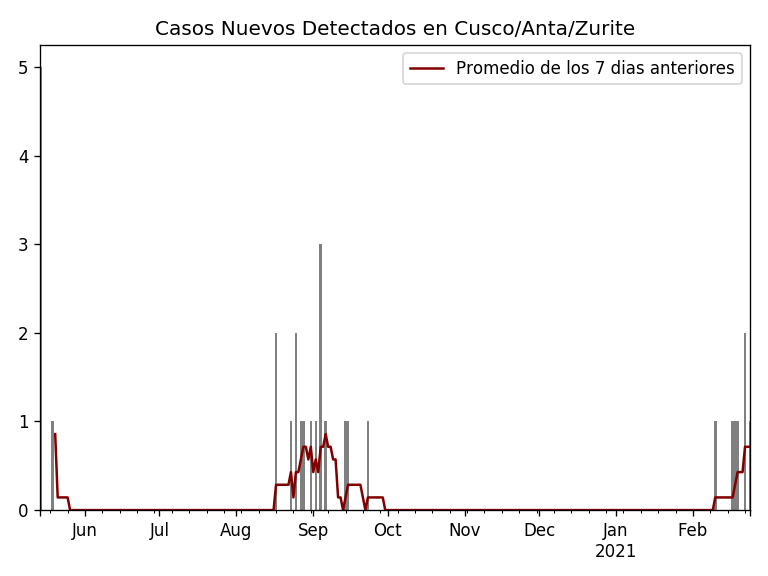 Casos Nuevos Detectados en Cusco/Anta/Zurite
Promedio de los 7 dias anteriores
5
4
3
2
1
0
Jun Jul Aug Sep Oct Nov Dec Jan Feb
2021